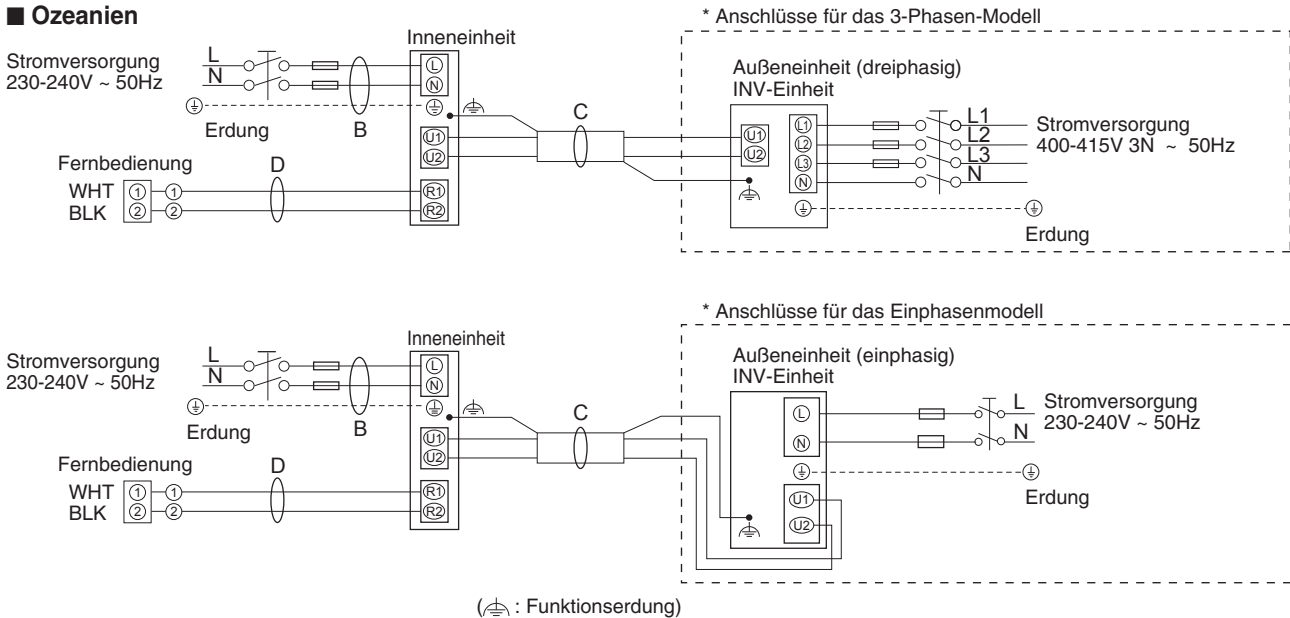 ■ Ozeanien
* Anschlüsse für das 3-Phasen-Modell
Inneneinheit
Stromversorgung
230-240V ~ 50Hz
L
N
Erdung
B
L
N
U1
U2
R1
R2
C
Fernbedienung
D
WHT 1 1
BLK 2 2
Außeneinheit (dreiphasig)
INV-Einheit
U1
U2
L1
L2
L3
N
L1
L2
L3
N
Stromversorgung
400-415V 3N ~ 50Hz
Erdung
* Anschlüsse für das Einphasenmodell
Inneneinheit
Stromversorgung
230-240V ~ 50Hz
L
N
Erdung
B
L
N
U1
U2
R1
R2
C
Fernbedienung
D
WHT 1 1
BLK 2 2
Außeneinheit (einphasig)
INV-Einheit
L
N
U1
U2
L
N
Stromversorgung
230-240V ~ 50Hz
Erdung
( : Funktionserdung)